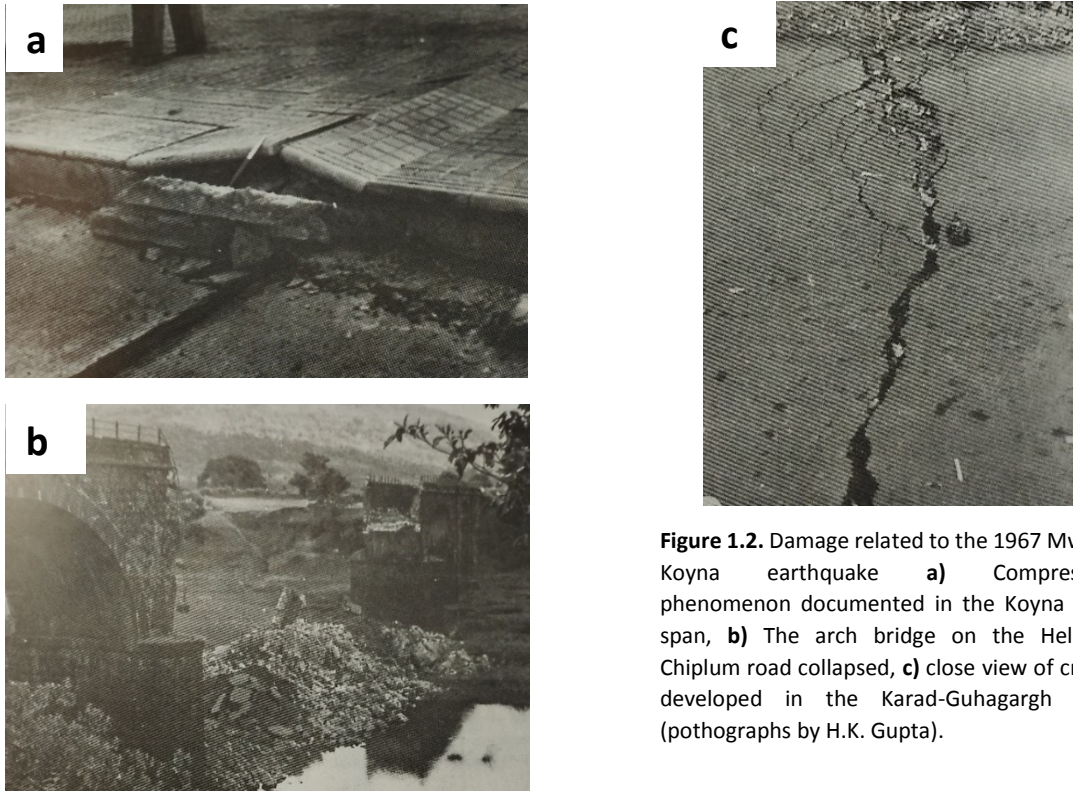 a
c
b
Figure 1.2. Damage related to the 1967
Koyna earthquake a) Compres
phenomenon documented in the Koyna
span, b) The arch bridge on the Hel
Chiplum road collapsed, c) close view of cr
developed in the Karad-Guhagargh
(pothographs by H.K. Gupta).